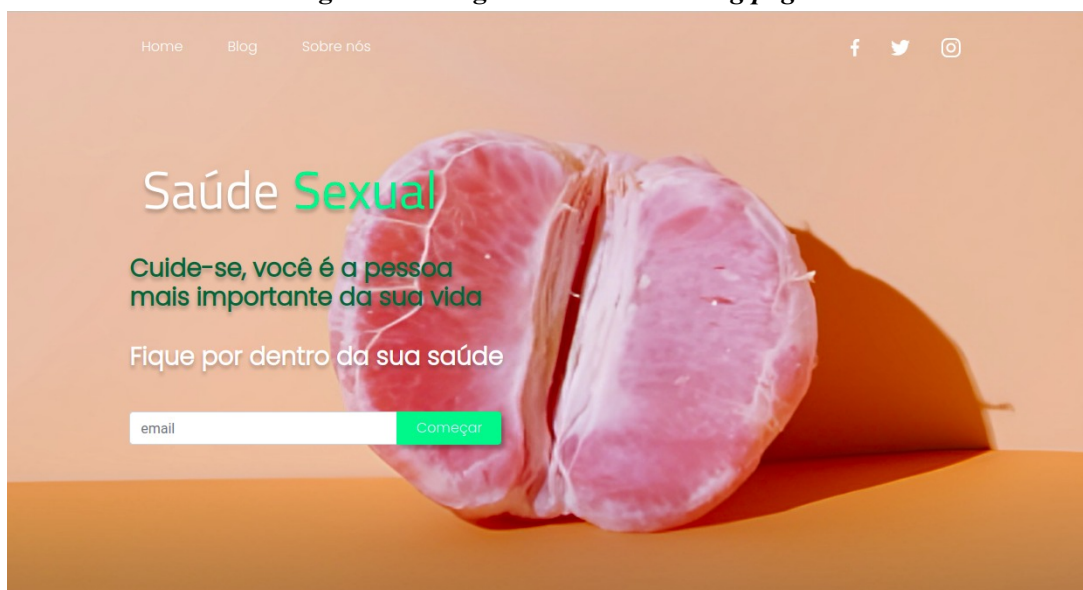 Home Blog Sobre nós
Saúde Sexual
Cuide-se, você é a pessoa
mais importante da sua vida
Fique por dentro da sua saúde
email Começar